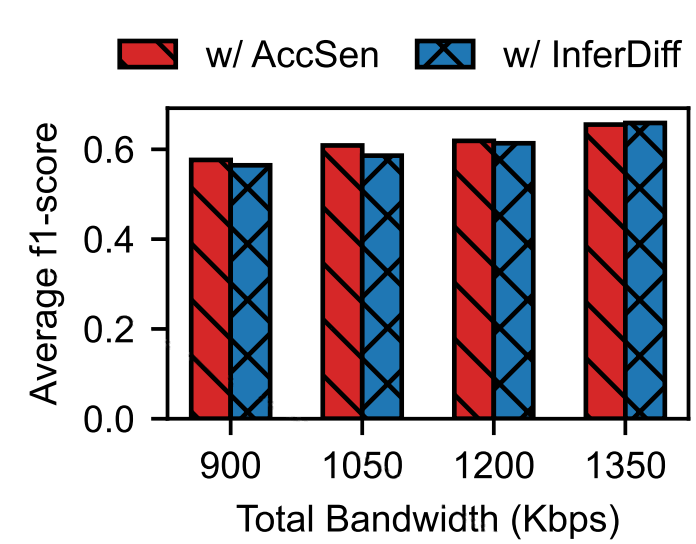 w/ AccSen w/ InferDiff
Average f1-score
0.6
0.4
0.2
0.0
900 1050 1200 1350
Total Bandwidth (Kbps)